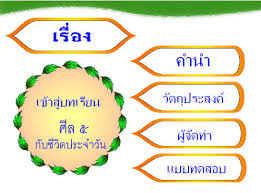 เรื่อง
เข้าสู่บทเรียน
ศีล ๕
กับชีวิตประจำวัน
คำนำ
วัตถุประสงค์
ผู้จัดทำ
แบบทดสอบ